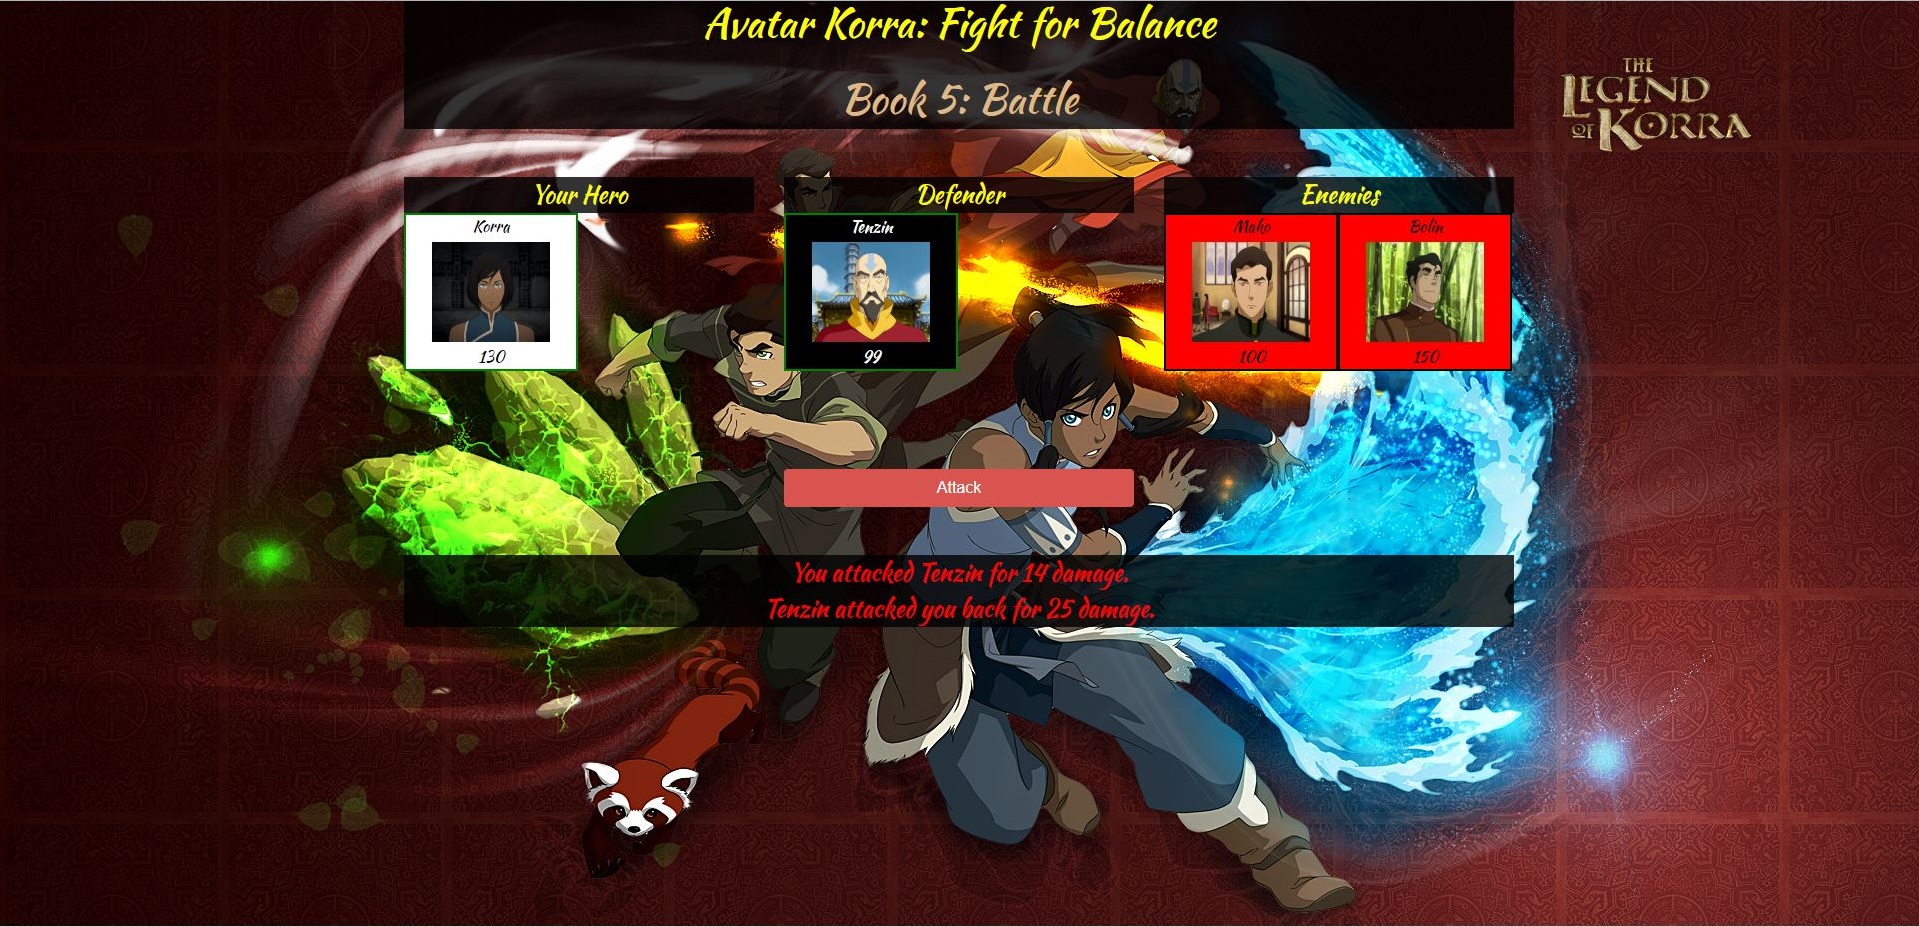 Avatar Korra: Fight for Balance
Book 5: Battle
THE
LEGEND
OF KORRA
Your Hero
Defender
Enemies
Korra
Tenzin
Mako
Bolin
130
99
100
150
Attack
You attacked Tenzin for 14 damage.
Tenzin attacked you back for 25 damage.